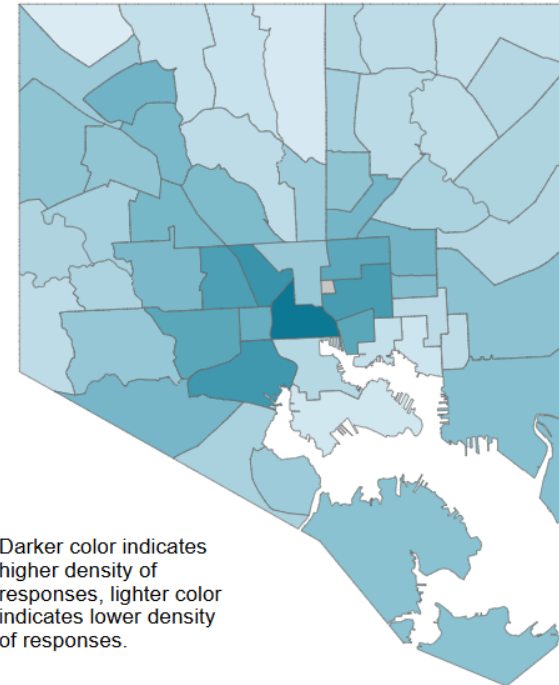 Darker color indicates
higher density of
responses, lighter color
indicates lower density
of responses.